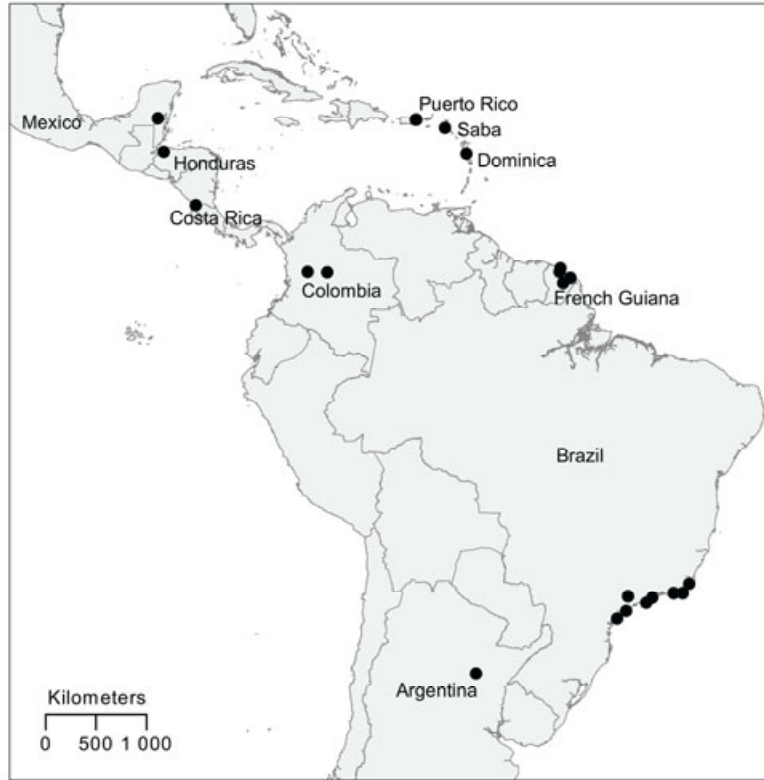 Puerto Rico
Mexico
Saba
Honduras
Dominica
Costa Rica
Colombia
French Guiana
Brazil
Argentina
Kilometers
0 500 1 000